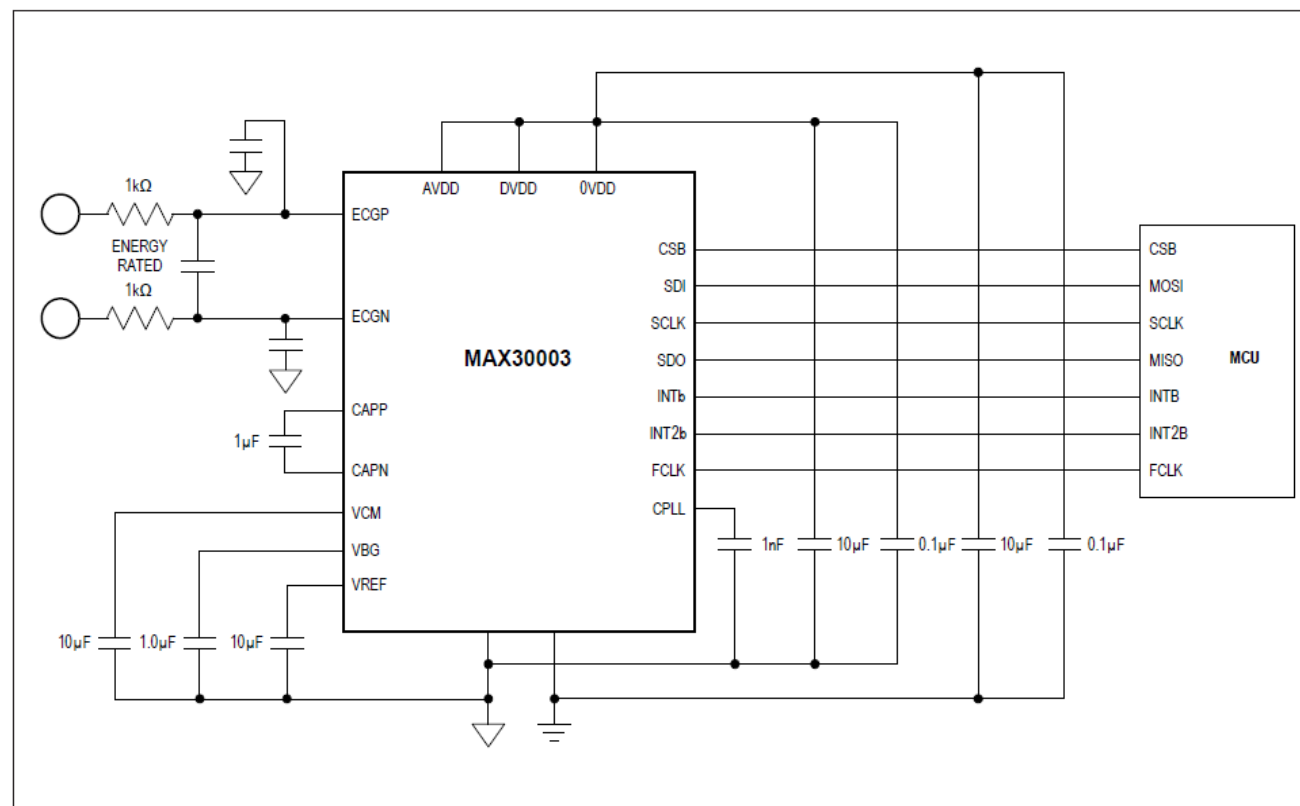 AVDD DVDD 0VDD
1kΩ
ECGP
ENERGY
RATED
1kΩ
ECGN
CAPP
1µF
CAPN
VCM
VBG
VREF
10µF 1.0µF 10µF
MAX30003
CSB
SDI
SCLK
SDO
INTb
INT2b
FCLK
CPLL
1nF 10µF 0.1µF 10µF 0.1µF
CSB
MOSI
SCLK
MISO
INTB
INT2B
FCLK
MCU